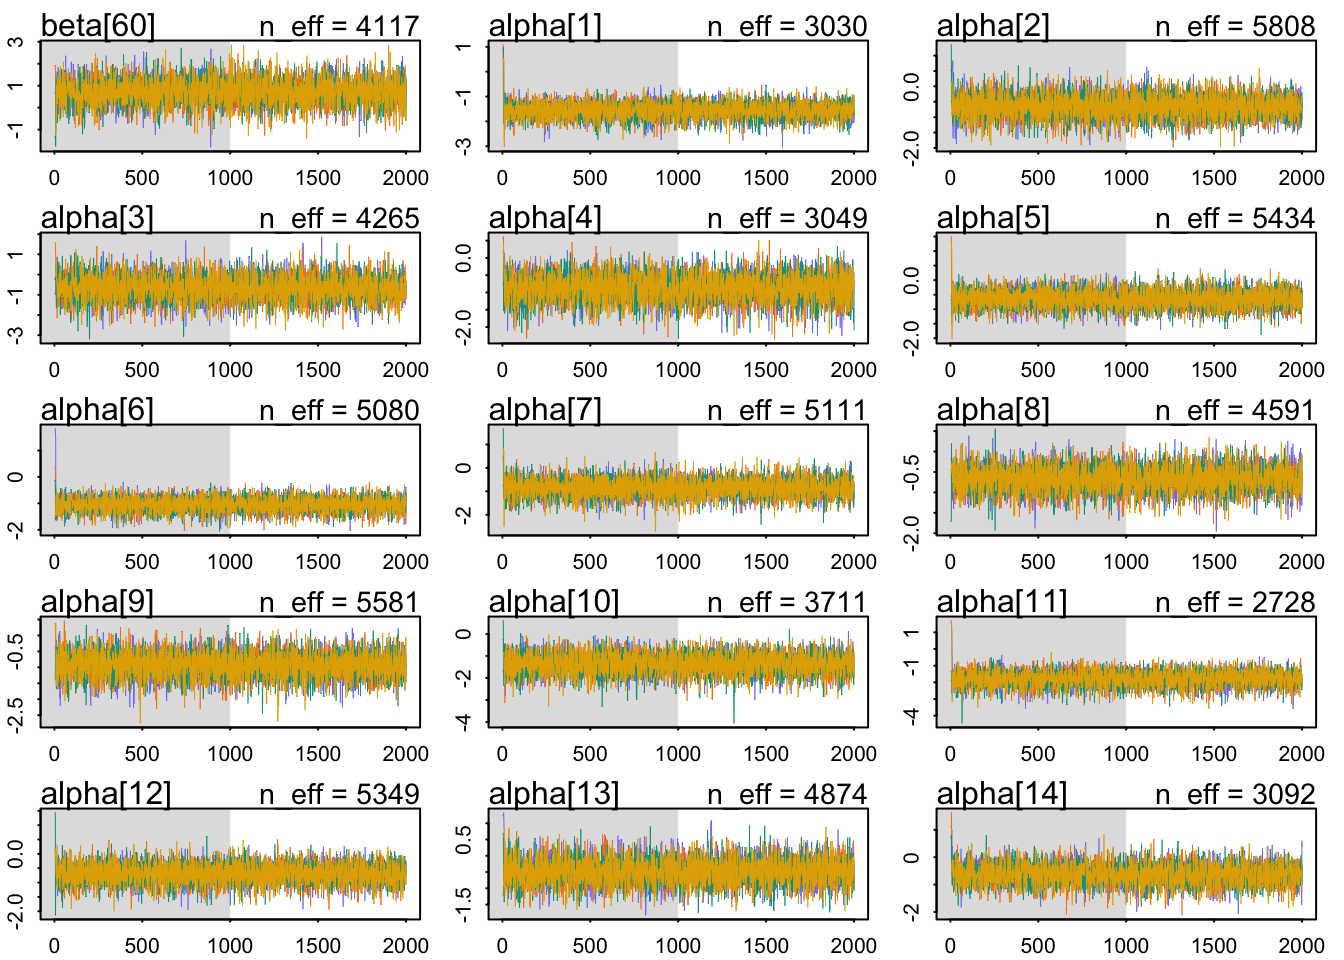 beta[60] n_eff = 4117 alpha[1] n_eff = 3030 alpha[2] n_eff = 5808
3 1 -1 1 -1 -3 0.0 -2.0
0 500 1000 1500 2000 0 500 1000 1500 2000 0 500 1000 1500 2000
alpha[3] n_eff = 4265 alpha[4] n_eff = 3049 alpha[5] n_eff = 5434
1 -1 -3 0.0 -2.0 0.0 -2.0
0 500 1000 1500 2000 0 500 1000 1500 2000 0 500 1000 1500 2000
alpha[6] n_eff = 5080 alpha[7] n_eff = 5111 alpha[8] n_eff = 4591
0 -2 0 -2 -0.5 -2.0
0 500 1000 1500 2000 0 500 1000 1500 2000 0 500 1000 1500 2000
alpha[9] n_eff = 5581 alpha[10] n_eff = 3711 alpha[11] n_eff = 2728
-0.5 -2.5 0 -2 -4 1 -1 -4
0 500 1000 1500 2000 0 500 1000 1500 2000 0 500 1000 1500 2000
alpha[12] n_eff = 5349 alpha[13] n_eff = 4874 alpha[14] n_eff = 3092
0.0 -2.0 0.5 -1.5 0 -2
0 500 1000 1500 2000 0 500 1000 1500 2000 0 500 1000 1500 2000